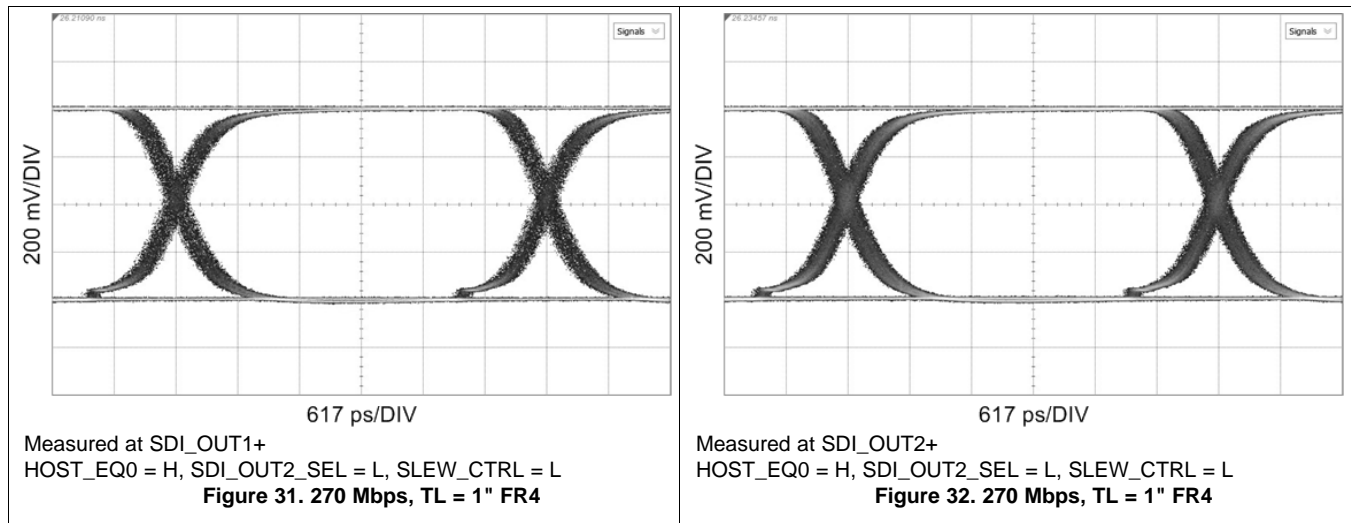 26.21090 ns
Signals
200 mV/DIV
617 ps/DIV
Measured at SDI_OUT1+
HOST_EQ0 = H, SDI_OUT2_SEL = L, SLEW_CTRL = L
Figure 31. 270 Mbps, TL = 1" FR4
26.23457 ns
Signals
200 mV/DIV
617 ps/DIV
Measured at SDI_OUT2+
HOST_EQ0 = H, SDI_OUT2_SEL = L, SLEW_CTRL = L
Figure 32. 270 Mbps, TL = 1" FR4